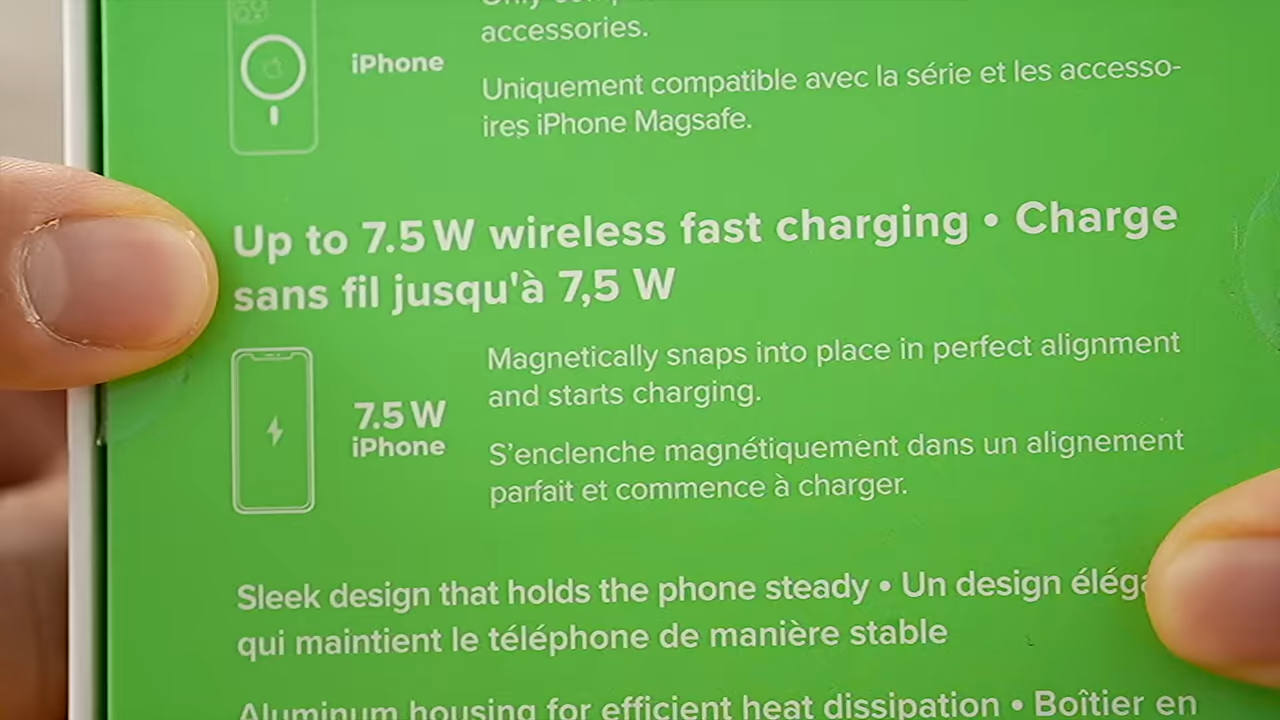 accessories.
iPhone
Uniquement compatible avec la série et les accesso-
ires iPhone Magsafe.
Up to 7.5 W wireless fast charging • Charge
sans fil jusqu'à 7,5 W
7.5 W
iPhone
Magnetically snaps into place in perfect alignment
and starts charging.
S’enclenche magnétiquement dans un alignement
parfait et commence à charger.
Sleek design that holds the phone steady • Un design
qui maintient le téléphone de manière stable
Aluminum housing for efficient heat dissipation • Boîtier en